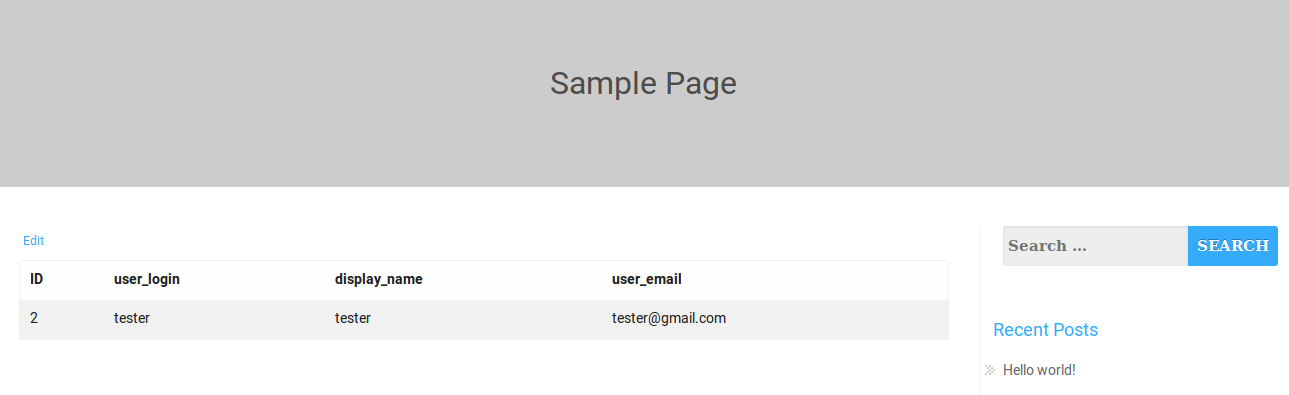 Sample Page
Edit
ID user_login display_name user_email
2 tester tester tester@gmail.com
Search ... SEARCH
Recent Posts
Hello world!